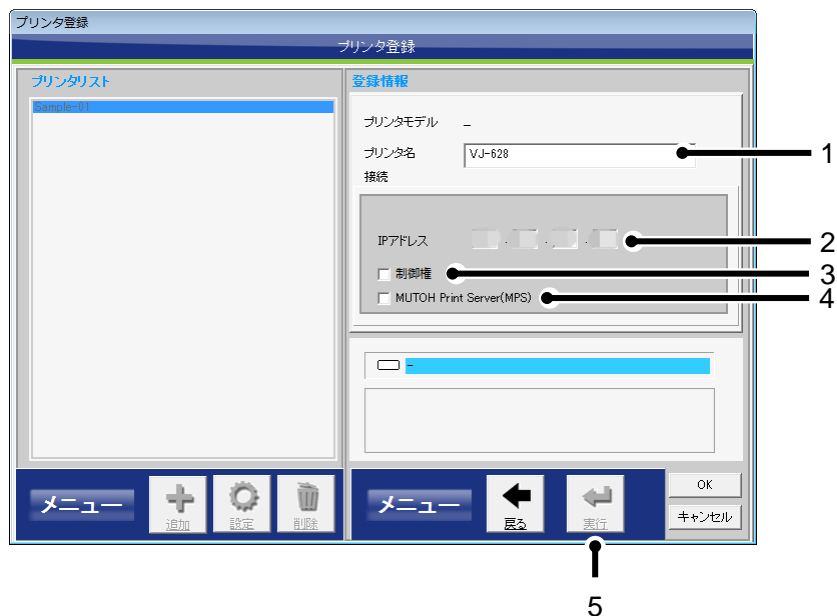 プリンタ登録
プリンタ登録
プリンタリスト
Sample-01
登録情報
プリンタモデル -
プリンタ名 VJ-628
1
接続
IPアドレス . . .
2
制御権
3
MUTOH Print Server(MPS)
4
-
メニュー
追加
設定
削除
メニュー
戻る
実行
OK
キャンセル
5